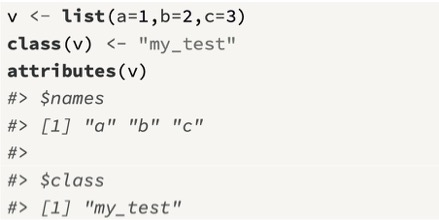 v <- list(a=1,b=2,c=3)
class(v) <- "my_test"
attributes(v)
#> $names
#> [1] "a" "b" "c"
#>
#> $class
#> [1] "my_test"